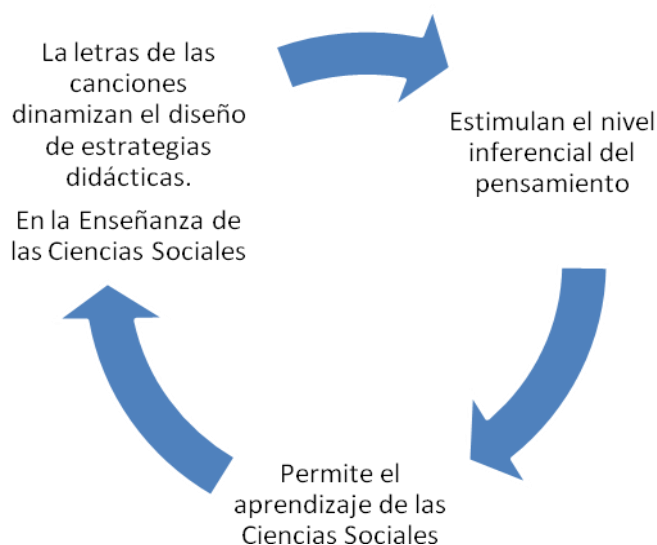 La letras de las
canciones
dinamizan el diseño
de estrategias
didácticas.
En la Enseñanza de
las Ciencias Sociales
Estimulan el nivel
inferencial del
pensamiento
Permite el
aprendizaje de las
Ciencias Sociales